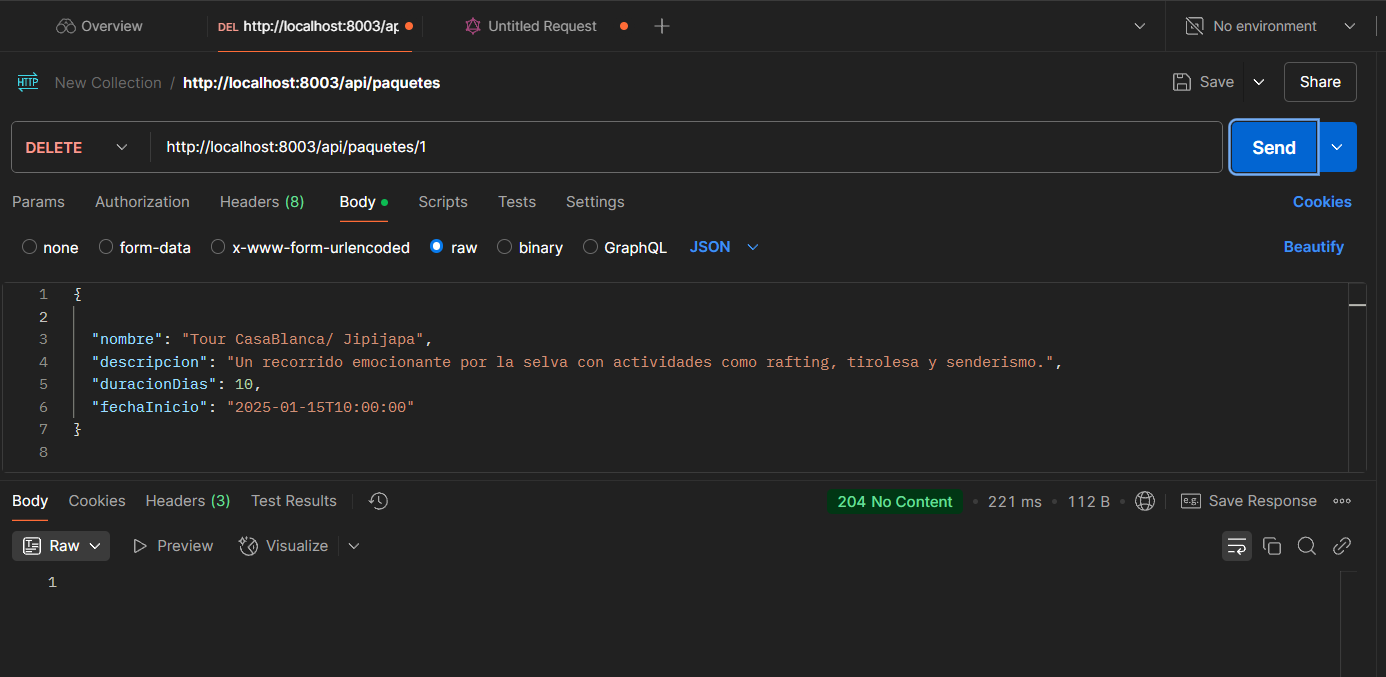 Overview DEL http://localhost:8003/ap Untitled Request No environment
HTTP New Collection / http://localhost:8003/api/paquetes Save Share
DELETE http://localhost:8003/api/paquetes/1 Send
Params Authorization Headers (8) Body Scripts Tests Settings Cookies
none form-data x-www-form-urlencoded raw binary GraphQL JSON Beautify
1 {
2
3 "nombre": "Tour CasaBlanca/ Jipijapa",
4 "descripcion": "Un recorrido emocionante por la selva con actividades como rafting, tirolesa y senderismo.",
5 "duracionDias": 10,
6 "fechaInicio": "2025-01-15T10:00:00"
7 }
8
Body Cookies Headers (3) Test Results 204 No Content 221 ms 112 B e.g. Save Response
Raw Preview Visualize
1